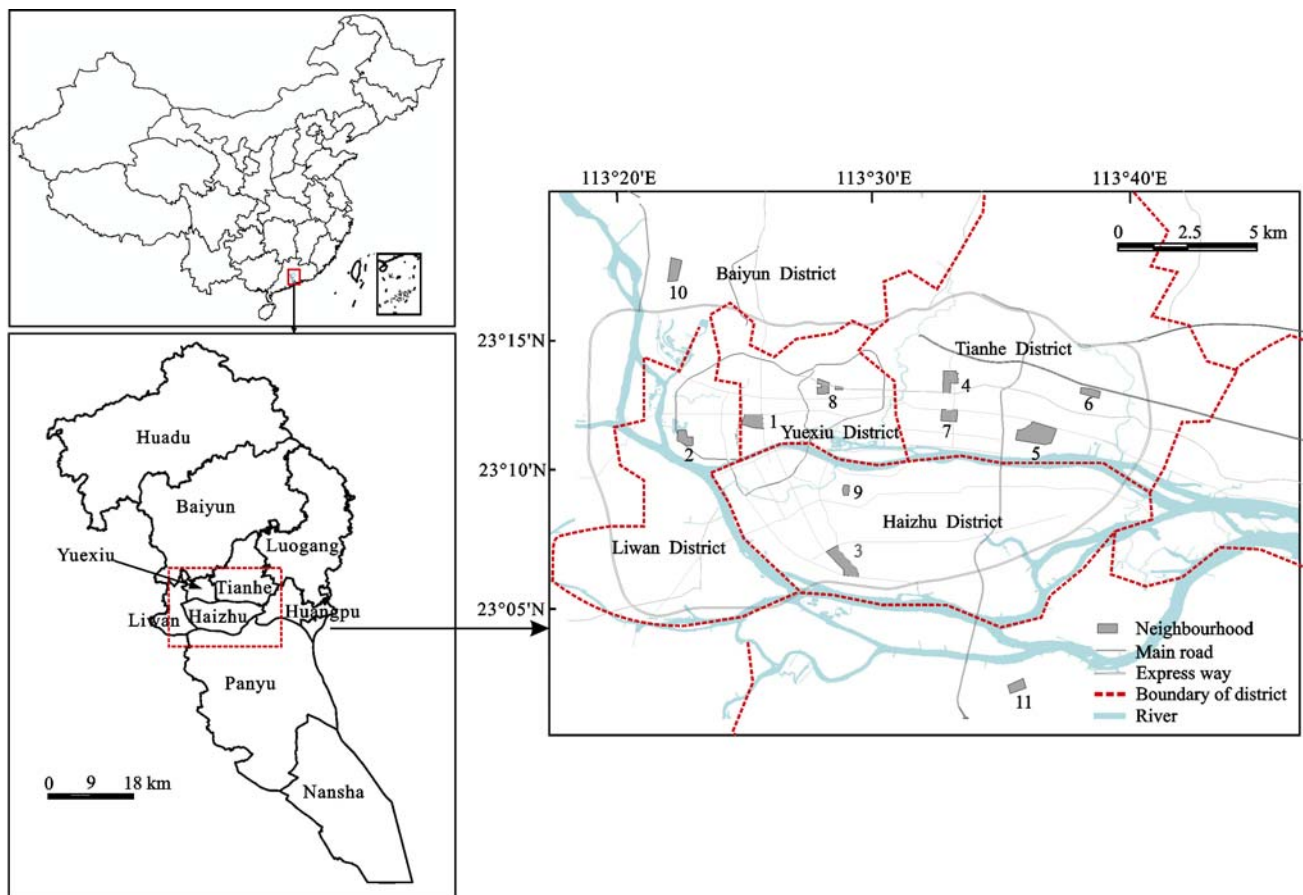 Huadu
Baiyun
Luogang
Yuexiu
Tianhe
Liwan
Haizhu
Huangpu
Panyu
Nansha
0 9 18 km
113°20'E 113°30'E 113°40'E
0 2.5 5 km
Baiyun District
10
23°15'N
Tianhe District
4
6
8
1
7
Yuexiu District
2
5
23°10'N
9
Haizhu District
Liwan District
3
23°05'N
11
Neighbourhood
Main road
Express way
Boundary of district
River